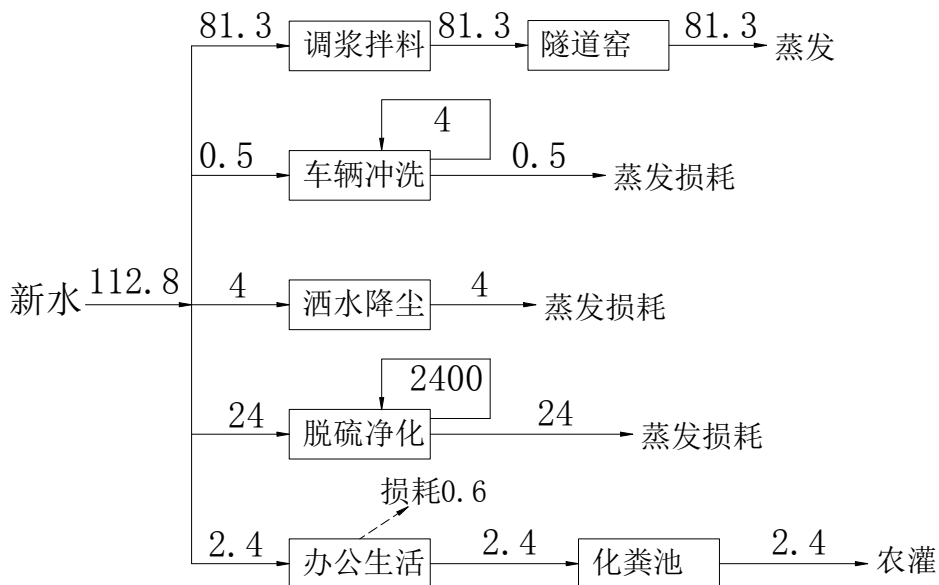 81.3 调浆拌料 81.3 隧道窑 81.3 蒸发
4
0.5 车辆冲洗 0.5 蒸发损耗
新水 112.8 4 洒水降尘 4 蒸发损耗
2400
24 脱硫净化 24 蒸发损耗
损耗0.6
2.4 办公生活 2.4 化粪池 2.4 农灌